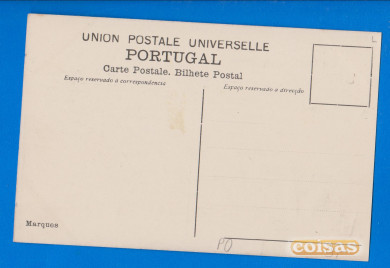 L
UNION POSTALE UNIVERSELLE
PORTUGAL
Carte Postale. Bilhete Postal
Espaço reservado á correspondencia
Espaço reservado a direcção
Marques
PO
coisas